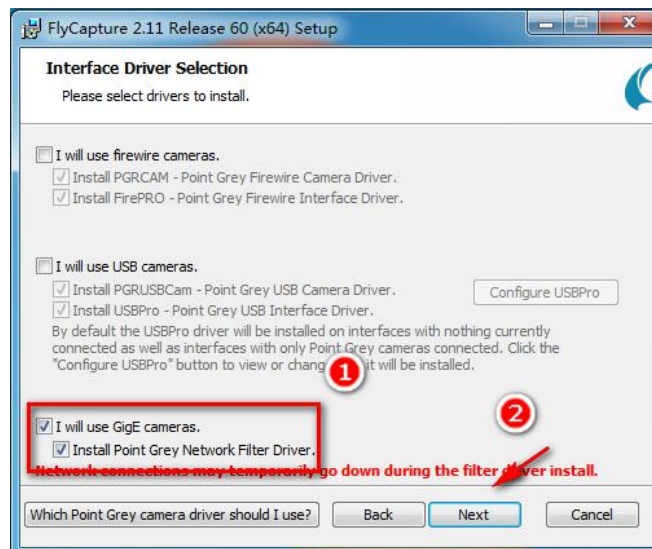 FlyCapture 2.11 Release 60 (x64) Setup
Interface Driver Selection
Please select drivers to install.
I will use firewire cameras.
Install PGRCAM - Point Grey Firewire Camera Driver.
Install FirePRO - Point Grey Firewire Interface Driver.
I will use USB cameras.
Install PGRUSBCam - Point Grey USB Camera Driver.
Configure USBPro
Install USBPro - Point Grey USB Interface Driver.
By default the USBPro driver will be installed on interfaces with nothing currently
connected as well as interfaces with only Point Grey cameras connected. Click the
"Configure USBPro" button to view or change it will be installed.
1
I will use GigE cameras.
2
Install Point Grey Network Filter Driver.
Network connections may temporarily go down during the filter driver install.
Which Point Grey camera driver should I use?
Back
Next
Cancel